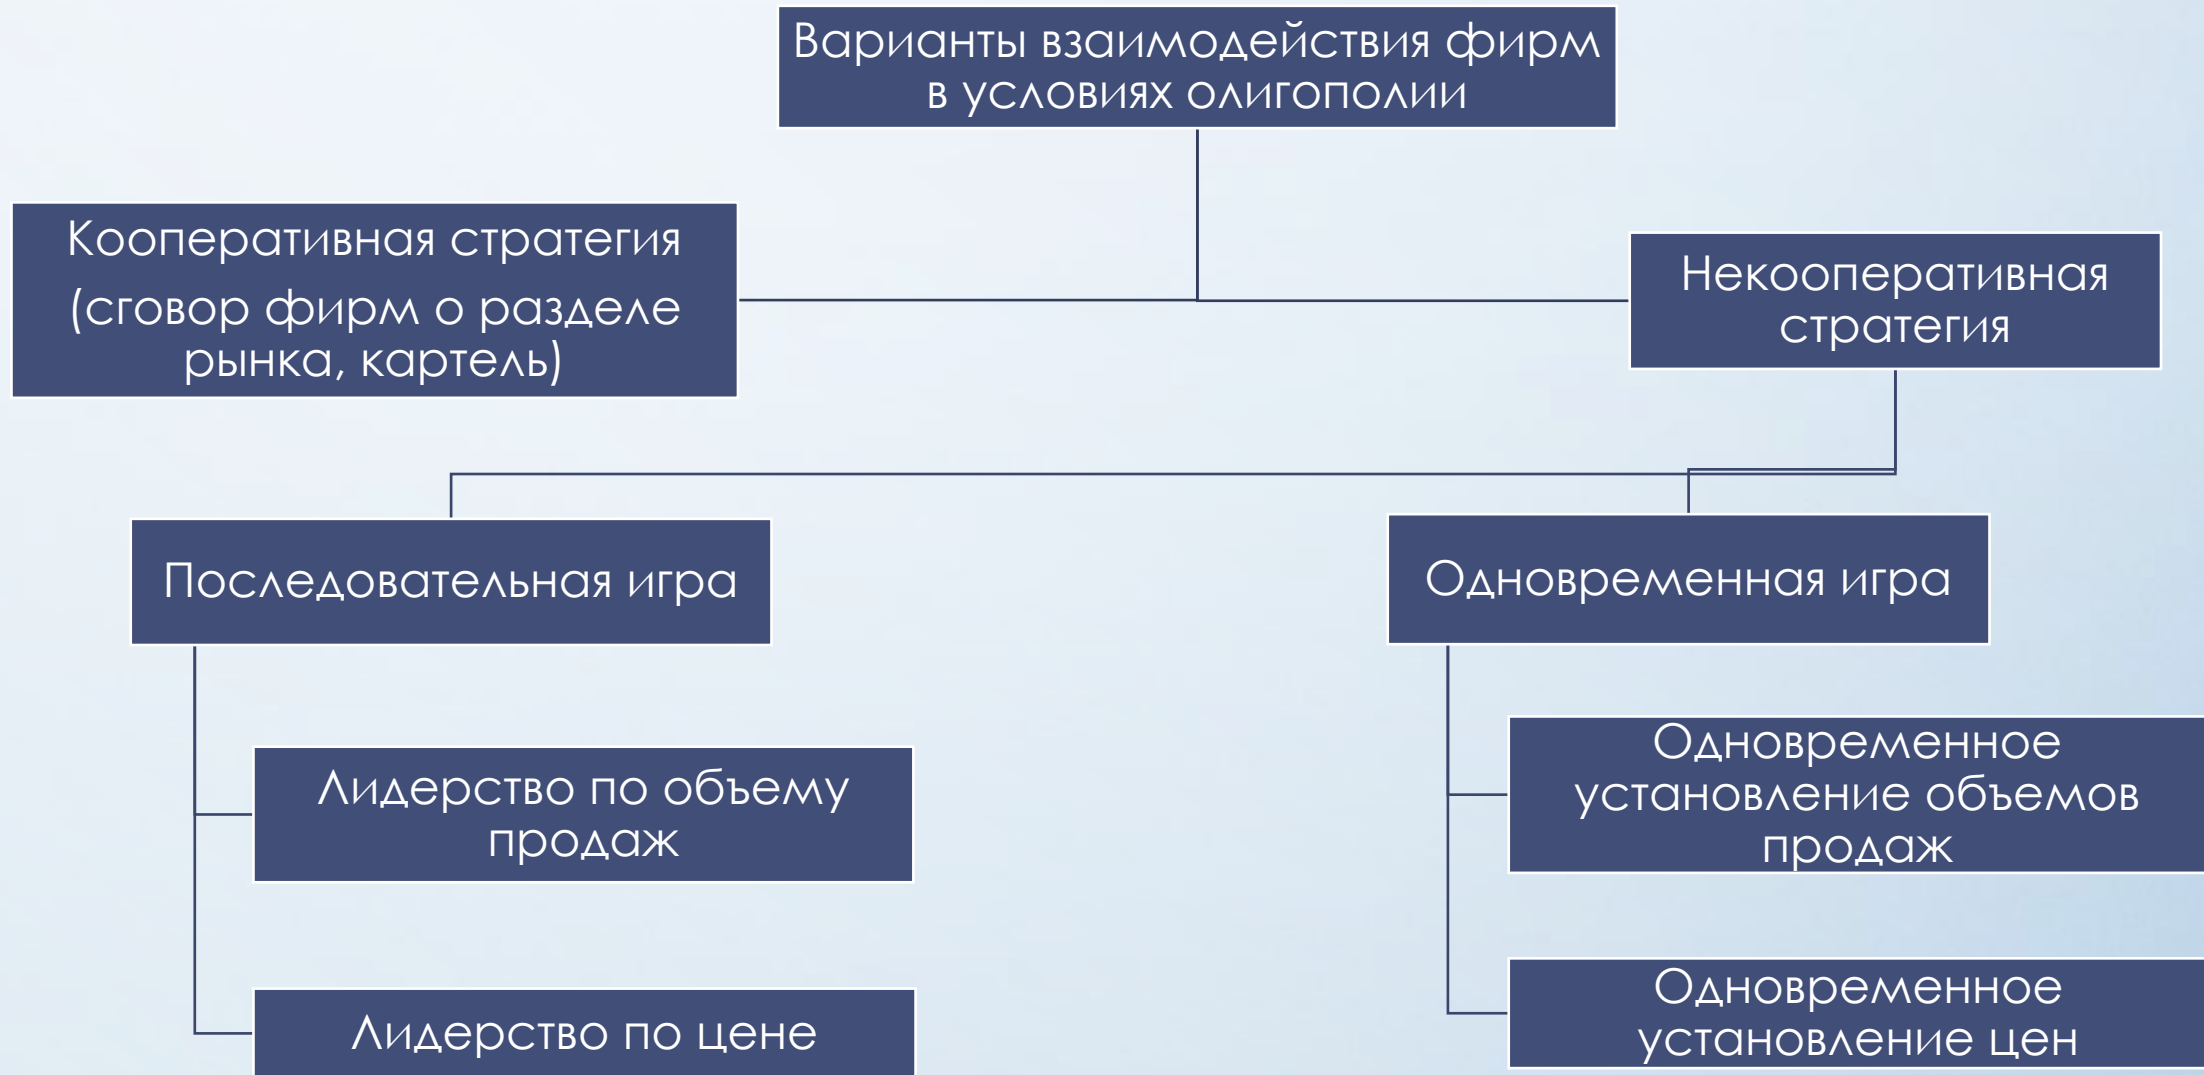 Варианты взаимодействия фирм
в условиях олигополии
Кооперативная стратегия
(сговор фирм о разделе
рынка, картель)
Некооперативная
стратегия
Последовательная игра
Одновременная игра
Лидерство по объему
продаж
Лидерство по цене
Одновременное
установление объемов
продаж
Одновременное
установление цен